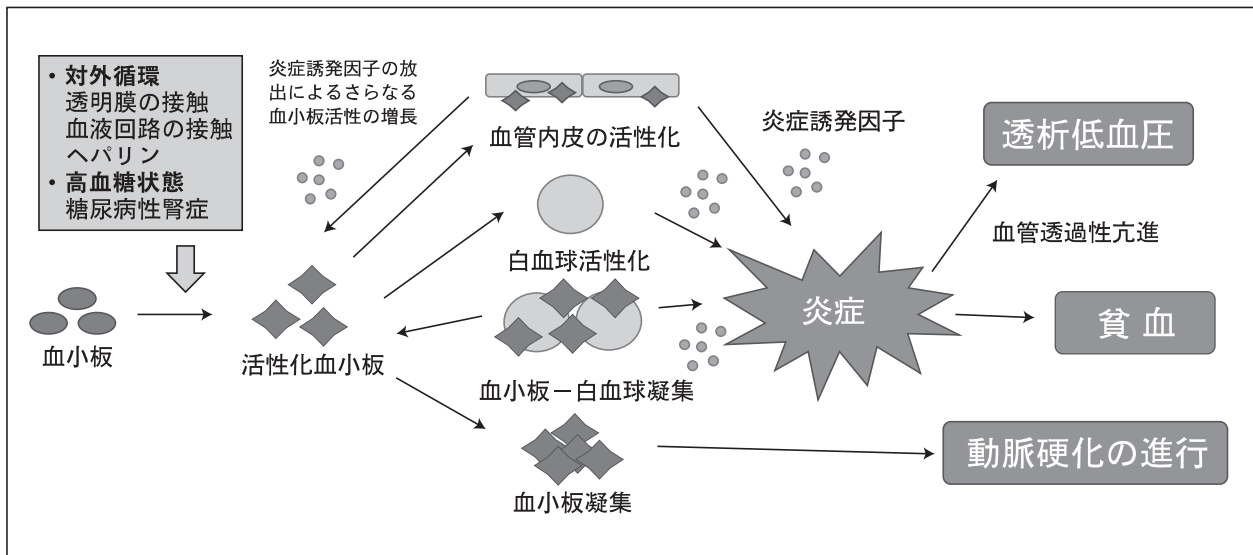 ・対外循環
透明膜の接触
血液回路の接触
ヘパリン
・高血糖状態
糖尿病性腎症
炎症誘発因子の放
出によるさらなる
血小板活性の増長
血管内皮の活性化
炎症誘発因子
透析低血圧
血管透過性亢進
白血球活性化
炎症
貧血
血小板
活性化血小板
血小板－白血球凝集
動脈硬化の進行
血小板凝集